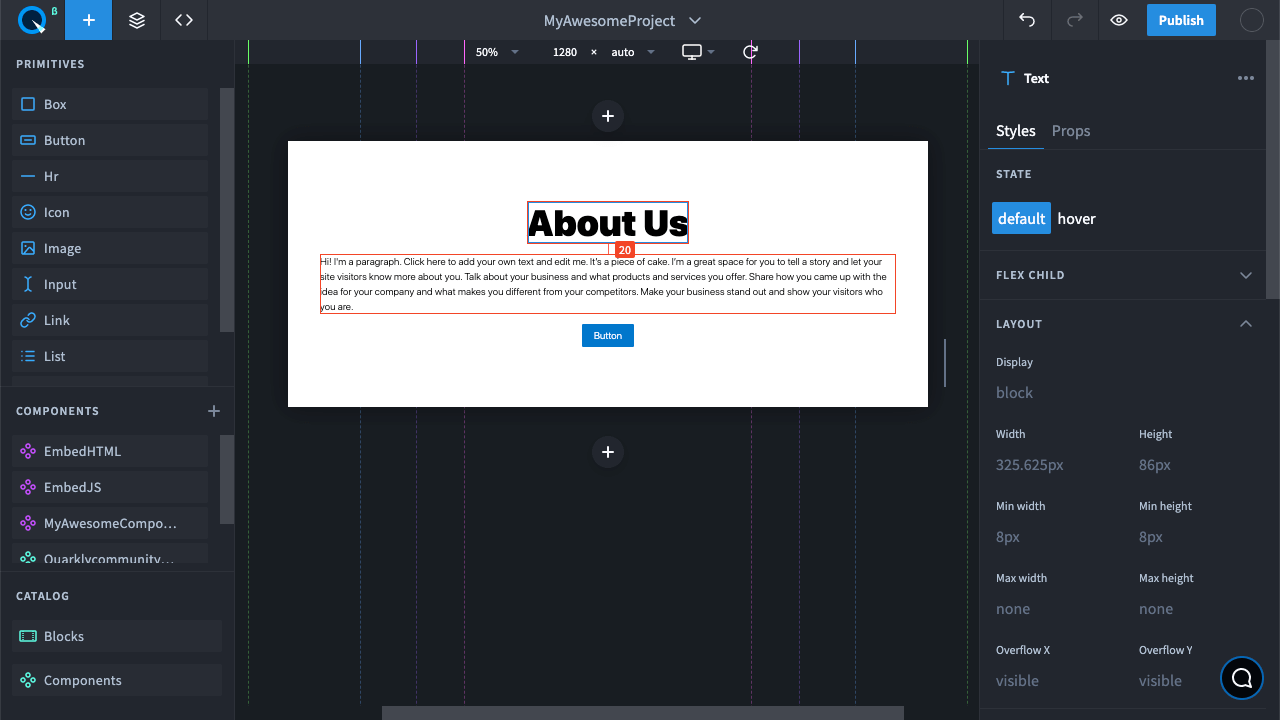 β
MyAwesomeProject
Publish
PRIMITIVES
Box
Button
Hr
Icon
Image
Input
Link
List
COMPONENTS
EmbedHTML
EmbedJS
MyAwesomeCompo...
Quarklycommunity...
CATALOG
Blocks
Components
50%
1280 × auto
About Us
20
Hi! I'm a paragraph. Click here to add your own text and edit me. It's a piece of cake. I'm a great space for you to tell a story and let your
site visitors know more about you. Talk about your business and what products and services you offer. Share how you came up with the
idea for your company and what makes you different from your competitors. Make your business stand out and show your visitors who
you are.
Button
Text
Styles Props
STATE
default hover
FLEX CHILD
LAYOUT
Display
block
Width Height
325.625px 86px
Min width Min height
8px 8px
Max width Max height
none none
Overflow X Overflow Y
visible visible